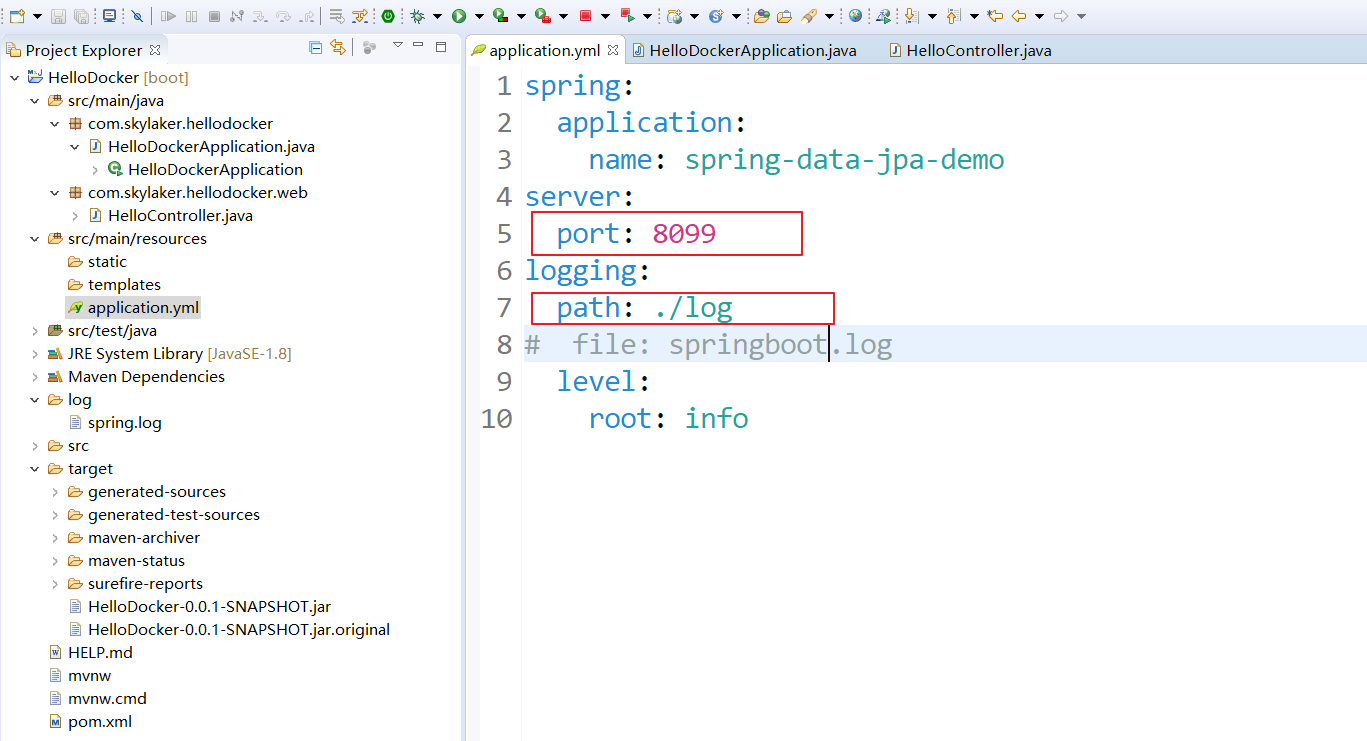 Project Explorer
HelloDocker [boot]
src/main/java
com.skylaker.hellodocker
HelloDockerApplication.java
HelloDockerApplication
com.skylaker.hellodocker.web
HelloController.java
src/main/resources
static
templates
application.yml
src/test/java
JRE System Library [JavaSE-1.8]
Maven Dependencies
log
spring.log
src
target
generated-sources
generated-test-sources
maven-archiver
maven-status
surefire-reports
HelloDocker-0.0.1-SNAPSHOT.jar
HelloDocker-0.0.1-SNAPSHOT.jar.original
HELP.md
mvnw
mvnw.cmd
pom.xml
application.yml HelloDockerApplication.java HelloController.java
1 spring:
2   application:
3     name: spring-data-jpa-demo
4 server:
5   port: 8099
6 logging:
7   path: ./log
8 #  file: springboot.log
9   level:
10     root: info